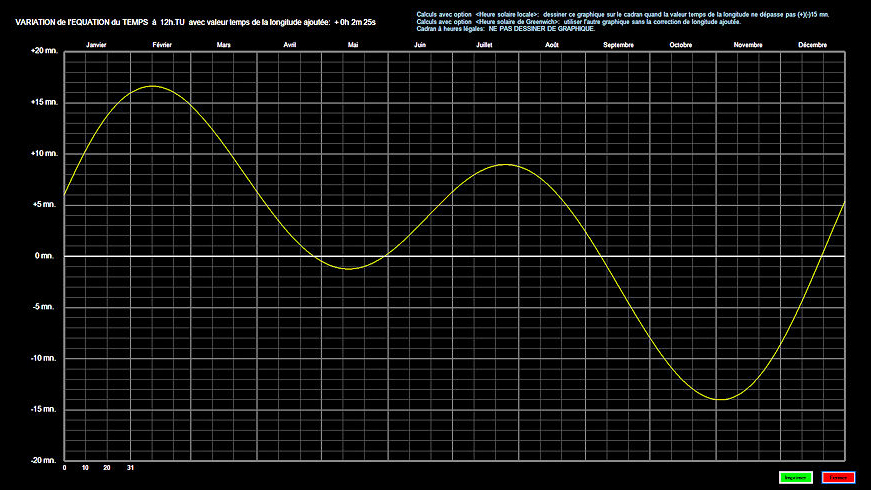 VARIATION de l'EQUATION du TEMPS à 12h.TU avec valeur temps de la longitude ajoutée: + 0h 2m 25s
Calculs avec option <Heure solaire locale>: dessiner ce graphique sur le cadran quand la valeur temps de la longitude ne dépasse pas (+)(-)15 mn.
Calculs avec option <Heure solaire de Greenwich>: utiliser l'autre graphique sans la correction de longitude ajoutée.
Cadran à heures légales: NE PAS DESSINER DE GRAPHIQUE.
Janvier Février Mars Avril Mai Juin Juillet Août Septembre Octobre Novembre Décembre
+20 mn.
+15 mn.
+10 mn.
+5 mn.
0 mn.
-5 mn.
-10 mn.
-15 mn.
-20 mn.
0 10 20 31
Imprimer